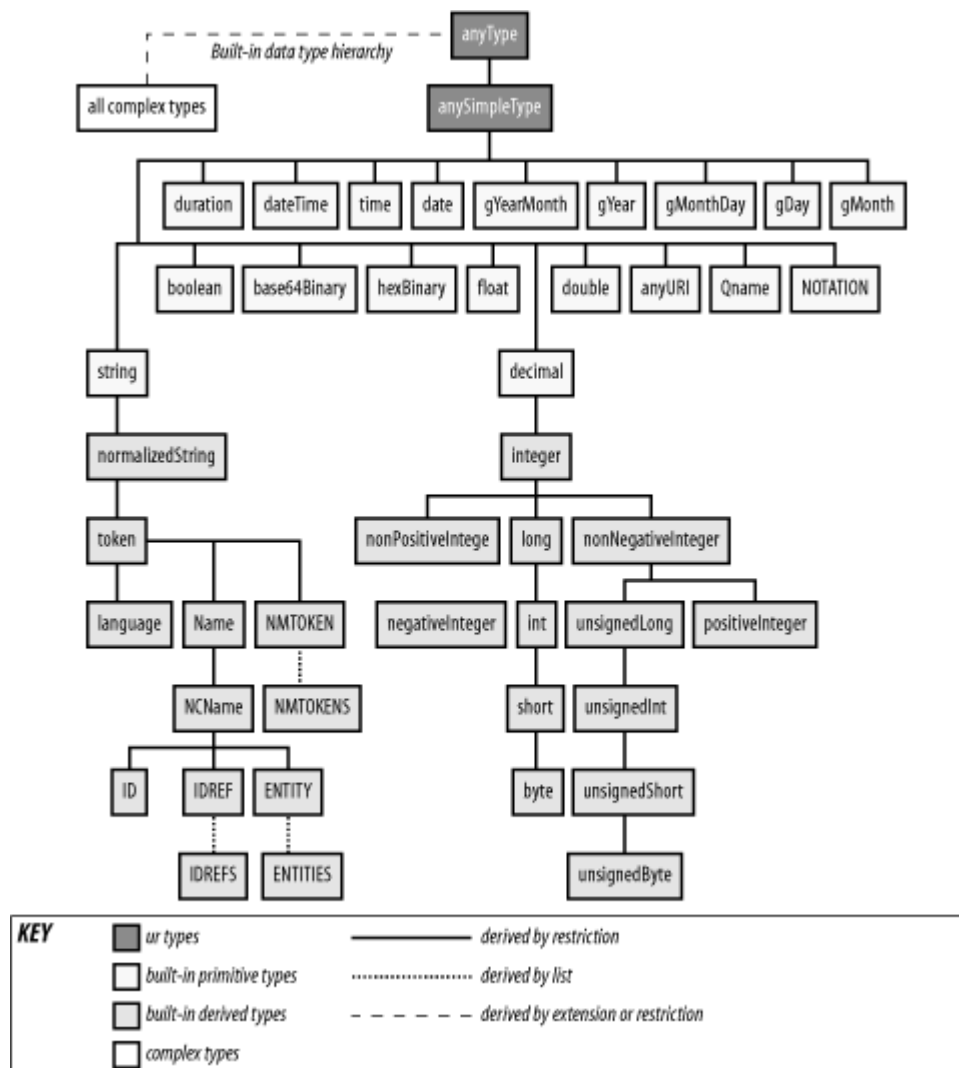 anyType
Built-in data type hierarchy
all complex types
anySimpleType
duration dateTime time date gYearMonth gYear gMonthDay gDay gMonth
boolean base64Binary hexBinary float double anyURI Qname NOTATION
string decimal
normalizedString integer
token nonPositiveIntege long nonNegativeInteger
language Name NMTOKEN negativeInteger int unsignedLong positiveInteger
NCName NMTOKENS short unsignedInt
ID IDREF ENTITY byte unsignedShort
IDREFS ENTITIES unsignedByte
KEY ur types derived by restriction
built-in primitive types derived by list
built-in derived types derived by extension or restriction
complex types